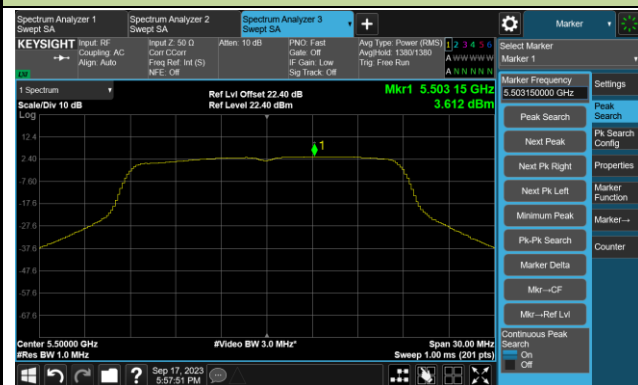 Spectrum Analyzer 1
Swept SA
Spectrum Analyzer 2
Swept SA
Spectrum Analyzer 3
Swept SA
+
Marker
KEYSIGHT
Input: RF
Coupling: AC
Align: Auto
Input Z: 50 Ω
Corr CCorr
Freq Ref: Int (S)
NFE: Off
Atten: 10 dB
PNO: Fast
Gate: Off
IF Gain: Low
Sig Track: Off
Avg Type: Power (RMS)
Avg|Hold: 1380/1380
Trig: Free Run
1 2 3 4 5 6
A W W W W W
A N N N N N
Select Marker
Marker 1
1 Spectrum
Scale/Div 10 dB
Log
Ref Lvl Offset 22.40 dB
Ref Level 22.40 dBm
Mkr1 5.503 15 GHz
3.612 dBm
12.4
2.40
-7.60
-17.6
-27.6
-37.6
-47.6
-57.6
-67.6
1
Center 5.50000 GHz
#Res BW 1.0 MHz
#Video BW 3.0 MHz*
Span 30.00 MHz
Sweep 1.00 ms (201 pts)
Marker Frequency
5.503150000 GHz
Peak Search
Next Peak
Next Pk Right
Next Pk Left
Minimum Peak
Pk-Pk Search
Marker Delta
Mkr→CF
Mkr→Ref Lvl
Continuous Peak
Search
On
Off
Settings
Peak
Search
Pk Search
Config
Properties
Marker
Function
Marker→
Counter
?
Sep 17, 2023
5:57:51 PM